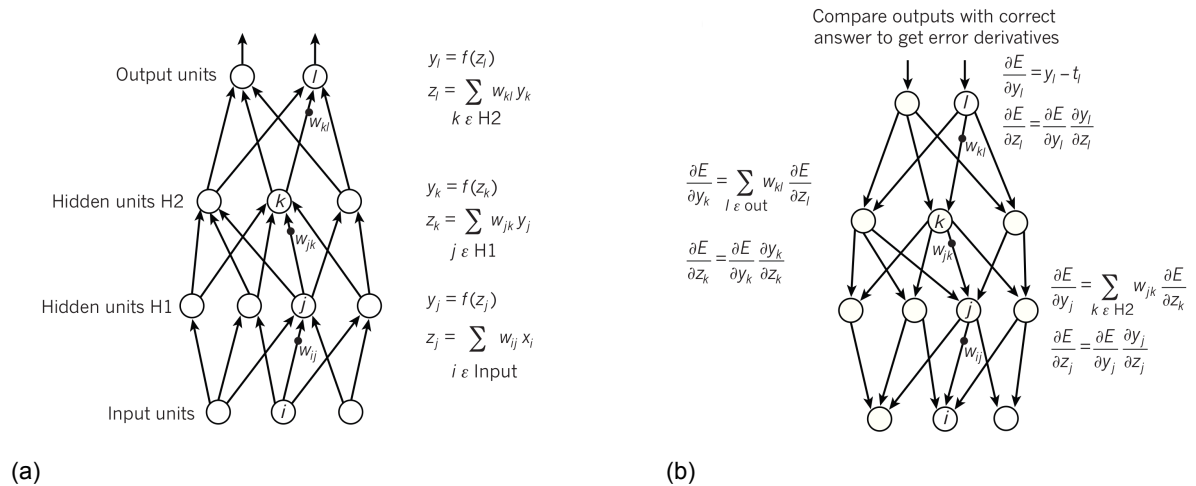 Output units
l
w_kl
y_l = f(z_l)
z_l = ∑ w_kl y_k
k ε H2
Hidden units H2
k
w_jk
y_k = f(z_k)
z_k = ∑ w_jk y_j
j ε H1
Hidden units H1
j
w_ij
y_j = f(z_j)
z_j = ∑ w_ij x_i
i ε Input
Input units
i
(a)
Compare outputs with correct
answer to get error derivatives
l
w_kl
∂E/∂y_l = y_l – t_l
∂E/∂z_l = ∂E/∂y_l ∂y_l/∂z_l
∂E/∂y_k = ∑ w_kl ∂E/∂z_l
l ε out
∂E/∂z_k = ∂E/∂y_k ∂y_k/∂z_k
k
w_jk
j
w_ij
∂E/∂y_j = ∑ w_jk ∂E/∂z_k
k ε H2
∂E/∂z_j = ∂E/∂y_j ∂y_j/∂z_j
i
(b)